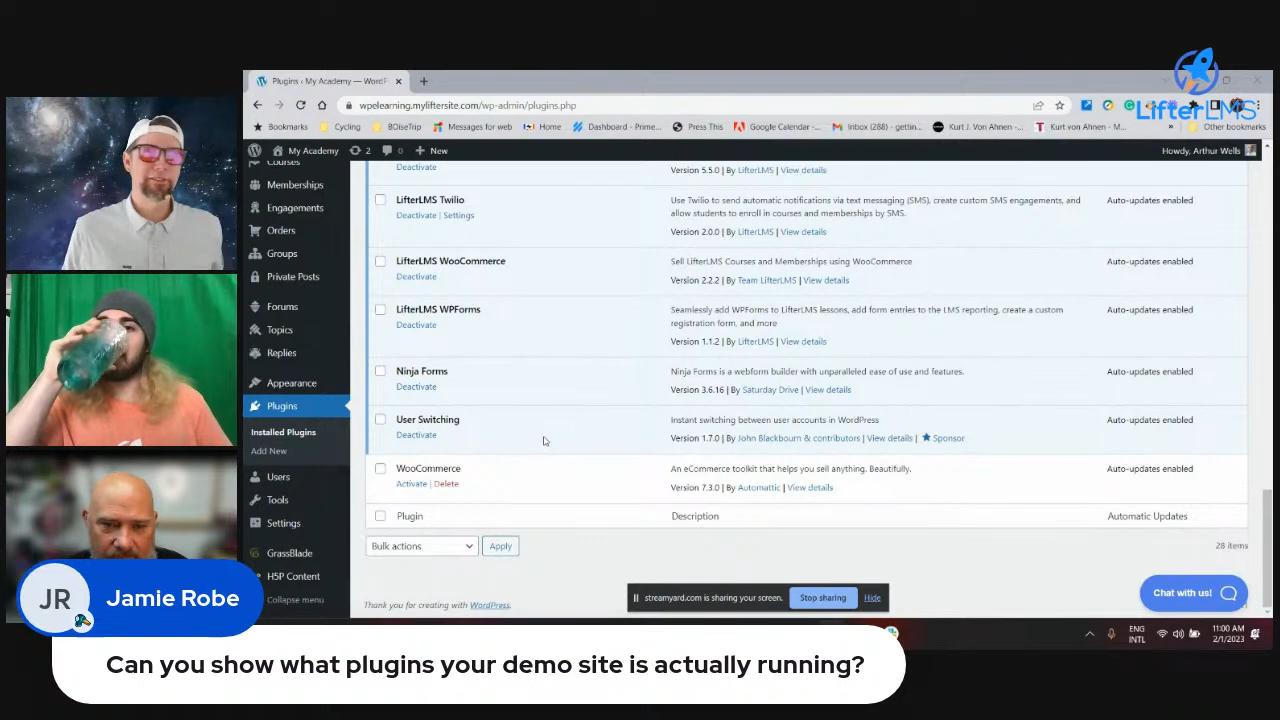 Plugins ‹ My Academy — WordP
wpelearning.myliftersite.com/wp-admin/plugins.php
LifterLMS
Bookmarks
Cycling
BOiseTrip
Messages for web
Home
Dashboard - Prime...
Press This
Google Calendar -...
Inbox (288) - gettin...
Kurt J. Von Ahnen -...
Kurt von Ahnen - M...
»
Other bookmarks
My Academy
2
0
+ New
Howdy, Arthur Wells
Courses
Memberships
Engagements
Orders
Groups
Private Posts
Forums
Topics
Replies
Appearance
Plugins
Installed Plugins
Add New
Users
Tools
Settings
GrassBlade
H5P Content
Collapse menu
Deactivate
Version 5.5.0 | By LifterLMS | View details
LifterLMS Twilio
Deactivate | Settings
Use Twilio to send automatic notifications via text messaging (SMS), create custom SMS engagements, and
allow students to enroll in courses and memberships by SMS.
Version 2.0.0 | By LifterLMS | View details
Auto-updates enabled
LifterLMS WooCommerce
Deactivate
Sell LifterLMS Courses and Memberships using WooCommerce
Version 2.2.2 | By Team LifterLMS | View details
Auto-updates enabled
LifterLMS WPForms
Deactivate
Seamlessly add WPForms to LifterLMS lessons, add form entries to the LMS reporting, create a custom
registration form, and more
Version 1.1.2 | By LifterLMS | View details
Auto-updates enabled
Ninja Forms
Deactivate
Ninja Forms is a webform builder with unparalleled ease of use and features.
Version 3.6.16 | By Saturday Drive | View details
Auto-updates enabled
User Switching
Deactivate
Instant switching between user accounts in WordPress
Version 1.7.0 | By John Blackbourn & contributors | View details | Sponsor
Auto-updates enabled
WooCommerce
Activate | Delete
An eCommerce toolkit that helps you sell anything. Beautifully.
Version 7.3.0 | By Automattic | View details
Auto-updates enabled
Plugin
Description
Automatic Updates
Bulk actions
Apply
28 items
Thank you for creating with WordPress.
streamyard.com is sharing your screen.
Stop sharing
Hide
Chat with us!
ENG
INTL
11:00 AM
2/1/2023
JR
Jamie Robe
Can you show what plugins your demo site is actually running?